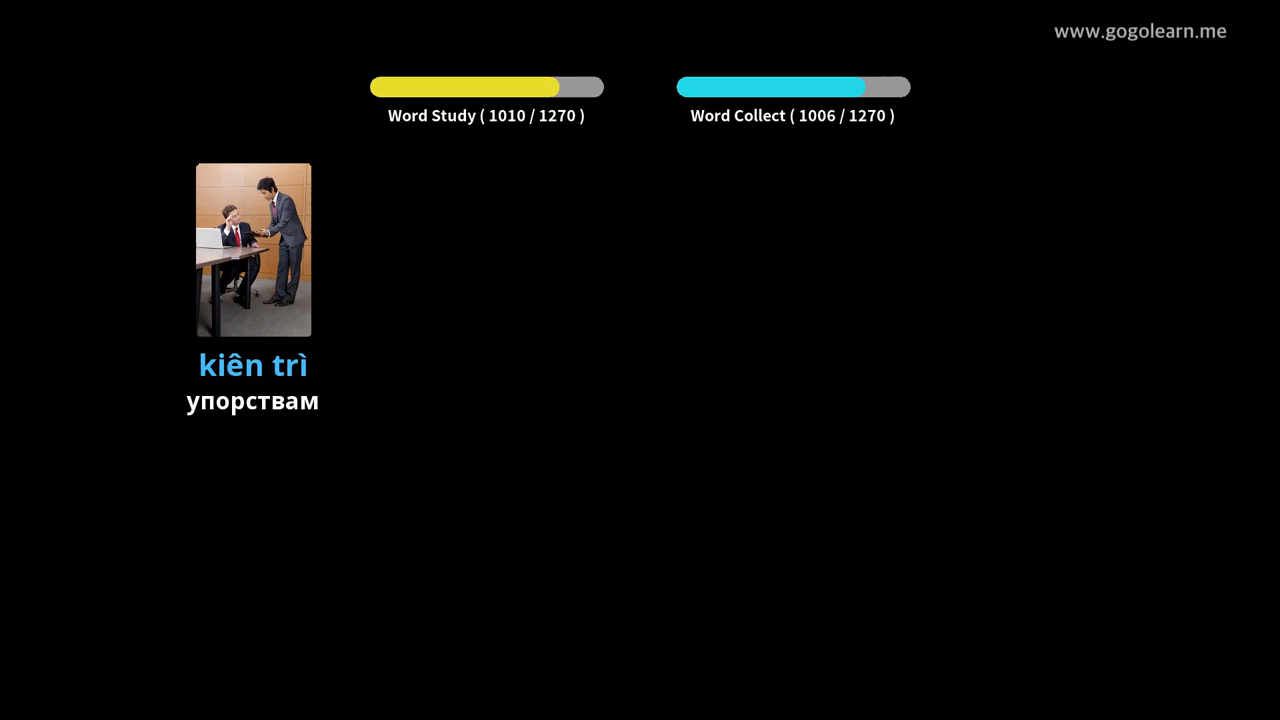 www.gogolearn.me
Word Study ( 1010 / 1270 )
Word Collect ( 1006 / 1270 )
kiên trì
упорствам